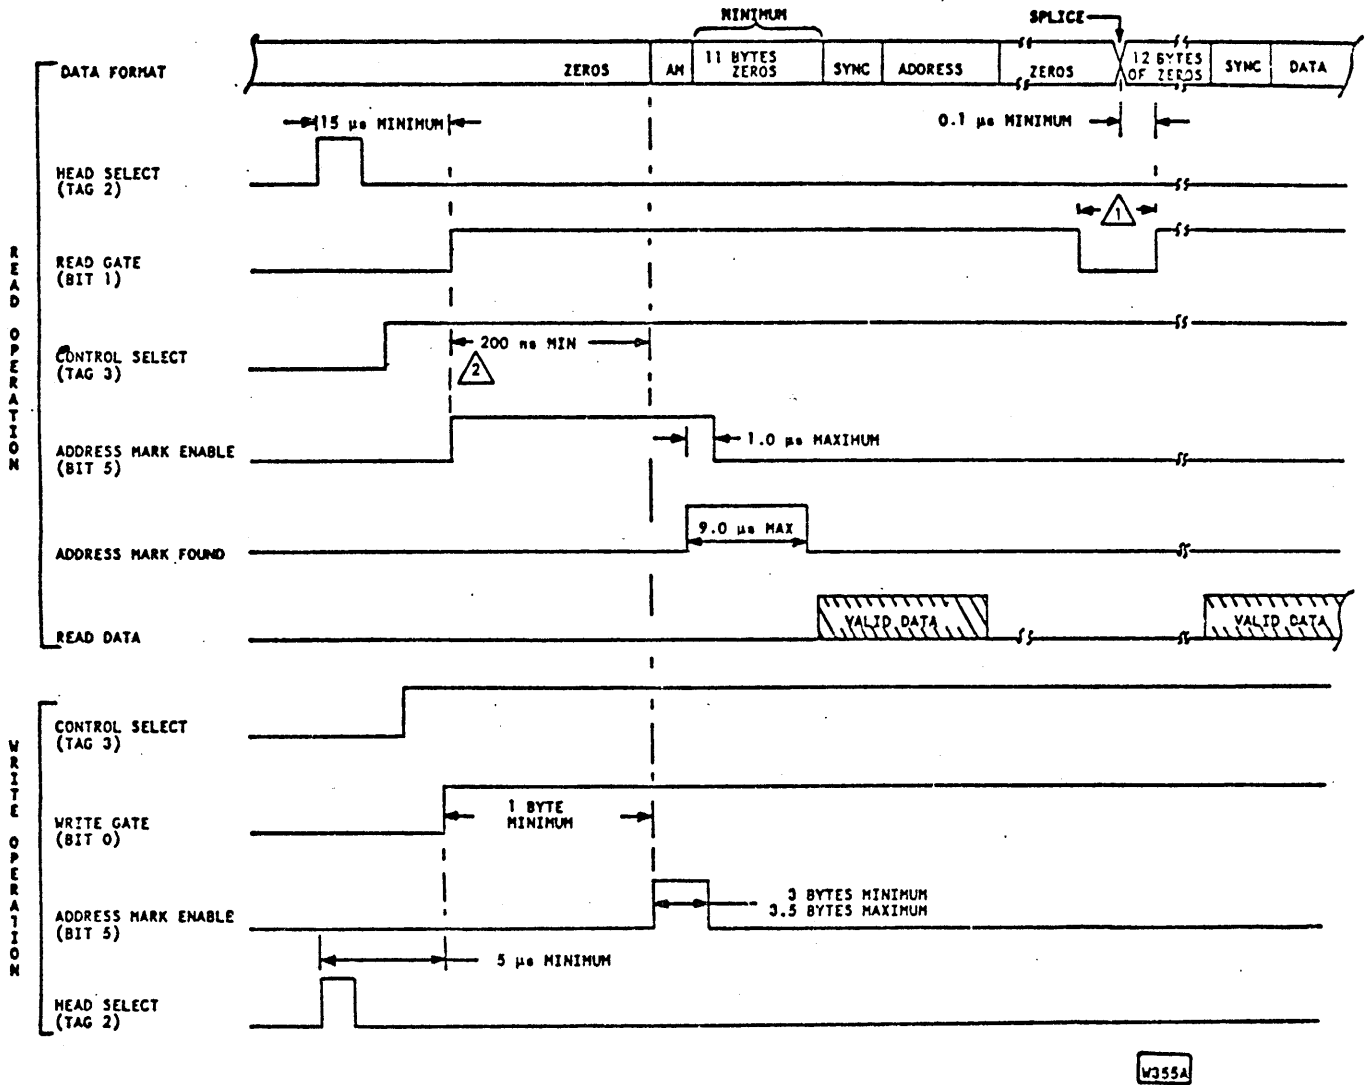 MINIMUM
SPLICE
DATA FORMAT
ZEROS
AM
11 BYTES
ZEROS
SYNC
ADDRESS
ZEROS
12 BYTES
OF ZEROS
SYNC
DATA
15 µs MINIMUM
0.1 µs MINIMUM
HEAD SELECT
(TAG 2)
1
READ GATE
(BIT 1)
200 ns MIN
CONTROL SELECT
(TAG 3)
2
ADDRESS MARK ENABLE
(BIT 5)
1.0 µs MAXIMUM
9.0 µs MAX
ADDRESS MARK FOUND
VALID DATA
VALID DATA
READ DATA
READ OPERATION
CONTROL SELECT
(TAG 3)
1 BYTE
MINIMUM
WRITE GATE
(BIT 0)
3 BYTES MINIMUM
3.5 BYTES MAXIMUM
ADDRESS MARK ENABLE
(BIT 5)
5 µs MINIMUM
HEAD SELECT
(TAG 2)
WRITE OPERATION
W355A